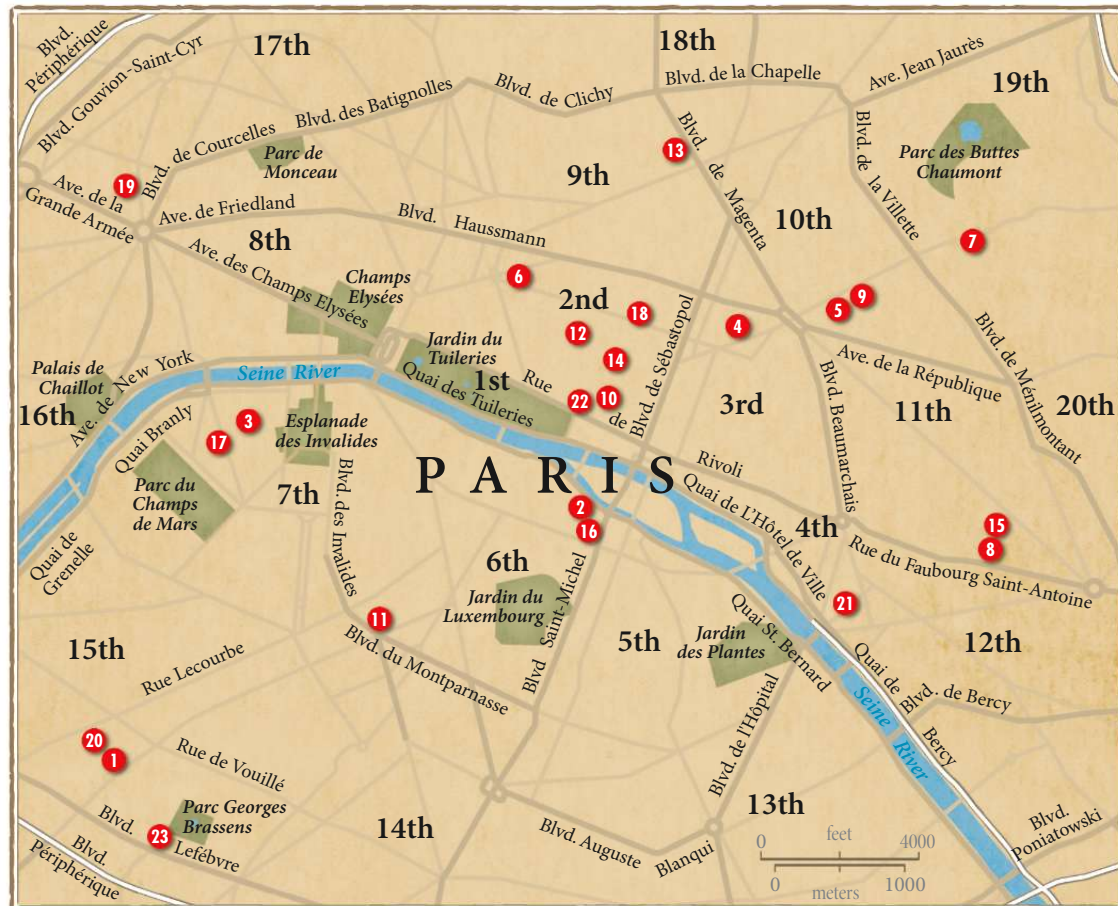 17th
18th
19th
Blvd.
Périphérique
Blvd. Gouvion-Saint-Cyr
Blvd. de Courcelles
Blvd. des Batignolles
Blvd. de Clichy
Blvd. de la Chapelle
Ave. Jean Jaurès
Parc de
Monceau
13
Blvd. de Magenta
Blvd. de la Villette
Parc des Buttes
Chaumont
19
Ave. de la
Grande Armée
Ave. de Friedland
9th
10th
8th
Blvd. Haussmann
7
Ave. des Champs Elysées
Champs
Elysées
6
2nd
18
12
14
4
5
9
Blvd. de Sébastopol
Jardin du
Tuileries
1st
Quai des Tuileries
Rue de Rivoli
22
10
3rd
Ave. de la République
Blvd. Beaumarchais
11th
Blvd. de Ménilmontant
20th
Palais de
Chaillot
16th
Ave. de New York
Seine River
Quai Branly
3
17
Esplanade
des Invalides
Parc du
Champs
de Mars
7th
Blvd. des Invalides
PARIS
Quai de
Grenelle
2
16
6th
Quai de L'Hôtel de Ville
4th
15
8
Rue du Faubourg Saint-Antoine
Jardin du
Luxembourg
Blvd Saint-Michel
11
Blvd. du Montparnasse
5th
Jardin
des Plantes
Quai St. Bernard
21
12th
15th
Rue Lecourbe
Quai de
Bercy
Blvd. de Bercy
Seine
River
Blvd. de l'Hôpital
20
1
Rue de Vouillé
Parc Georges
Brassens
23
Blvd. Lefébvre
Blvd.
Périphérique
14th
Blvd. Auguste Blanqui
13th
Blvd.
Poniatowski
0 feet 4000
0 meters 1000